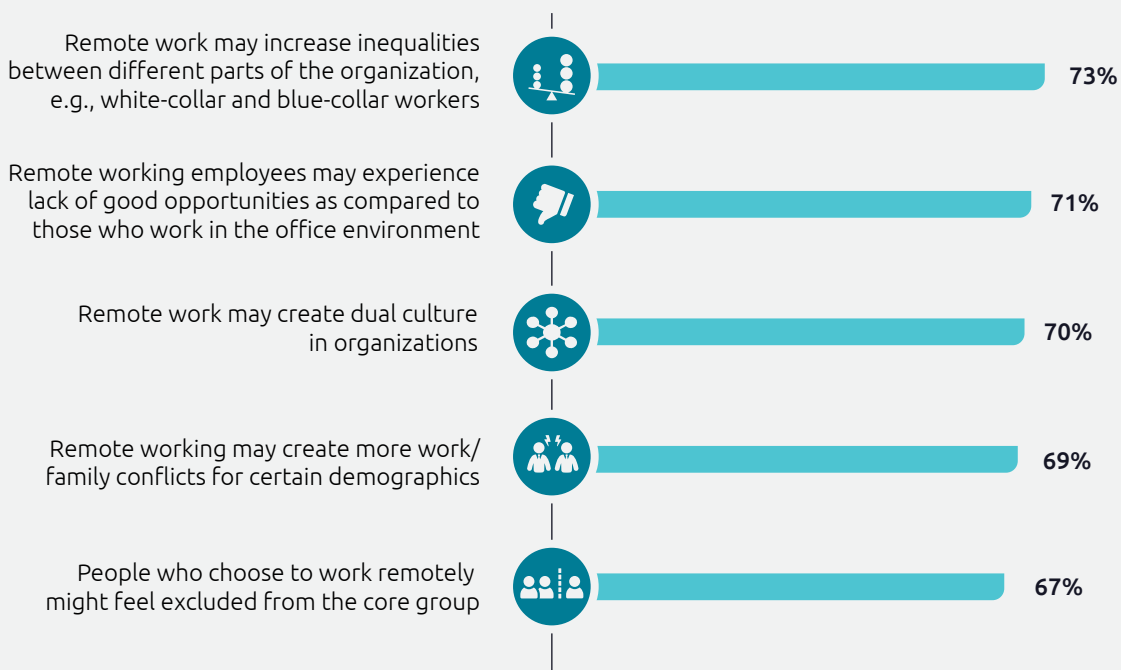 Remote work may increase inequalities
between different parts of the organization,
e.g., white-collar and blue-collar workers
73%
Remote working employees may experience
lack of good opportunities as compared to
those who work in the office environment
71%
Remote work may create dual culture
in organizations
70%
Remote working may create more work/
family conflicts for certain demographics
69%
People who choose to work remotely
might feel excluded from the core group
67%